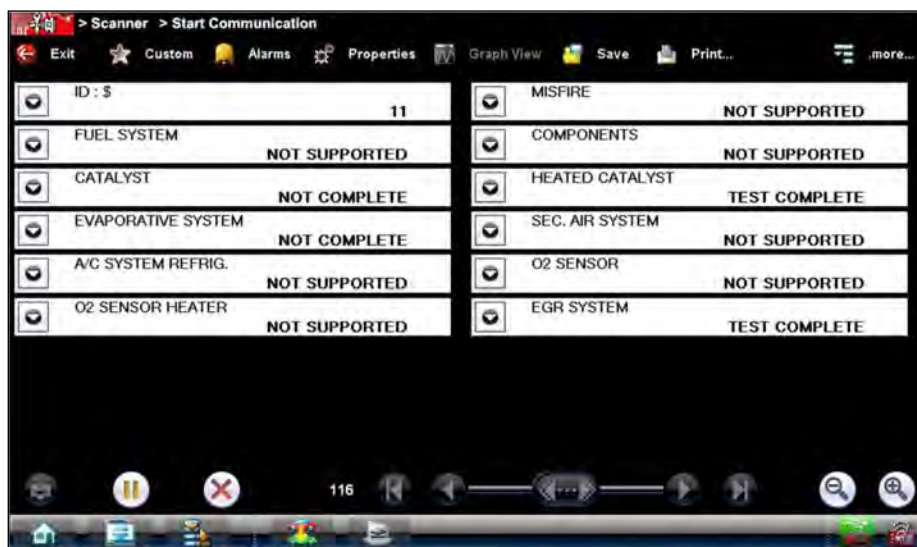 > Scanner > Start Communication
Exit Custom Alarms Properties Graph View Save Print... .more...
ID : $
11
MISFIRE
NOT SUPPORTED
FUEL SYSTEM
NOT SUPPORTED
COMPONENTS
NOT SUPPORTED
CATALYST
NOT COMPLETE
HEATED CATALYST
TEST COMPLETE
EVAPORATIVE SYSTEM
NOT COMPLETE
SEC. AIR SYSTEM
NOT SUPPORTED
A/C SYSTEM REFRIG.
NOT SUPPORTED
O2 SENSOR
NOT SUPPORTED
O2 SENSOR HEATER
NOT SUPPORTED
EGR SYSTEM
TEST COMPLETE
116